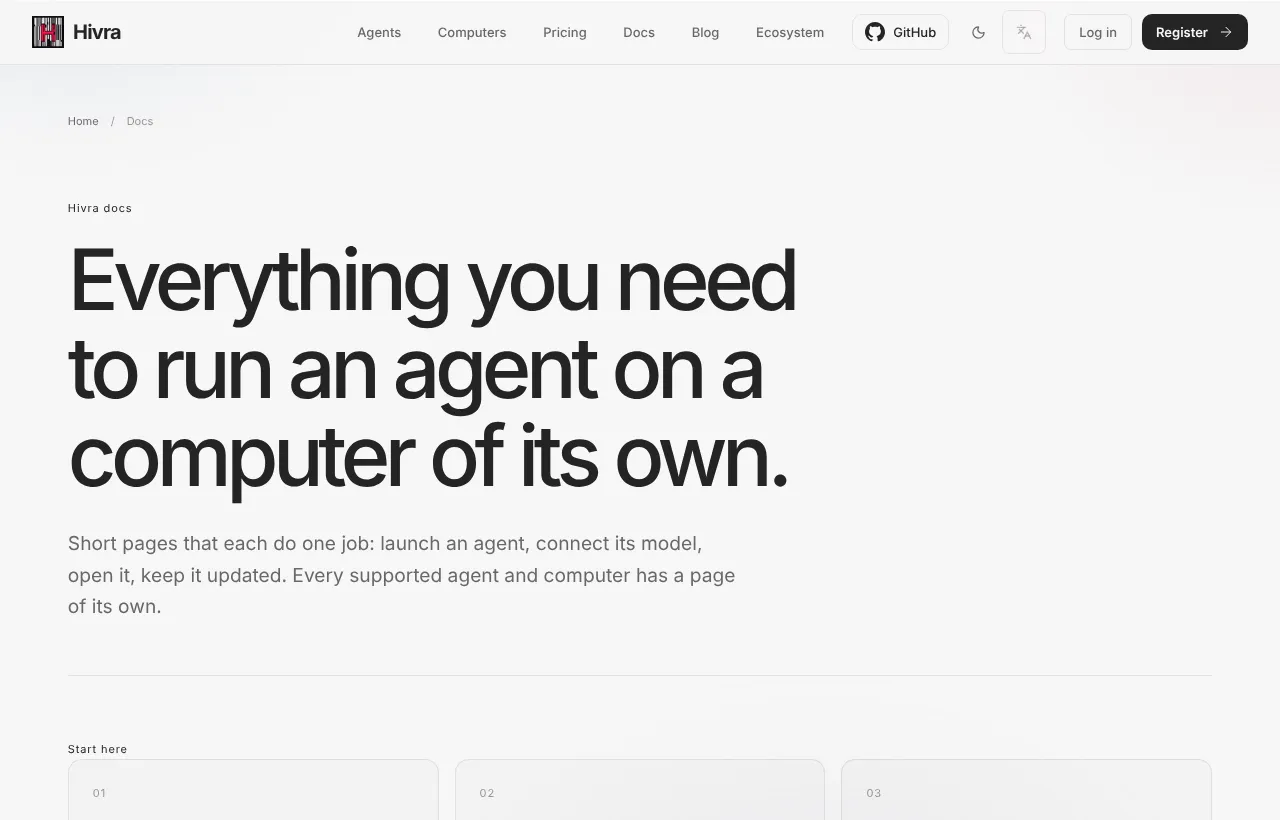 Hivra
Agents
Computers
Pricing
Docs
Blog
Ecosystem
GitHub
Log in
Register
Home / Docs
Hivra docs
Everything you need
to run an agent on a
computer of its own.
Short pages that each do one job: launch an agent, connect its model,
open it, keep it updated. Every supported agent and computer has a page
of its own.
Start here
01
02
03